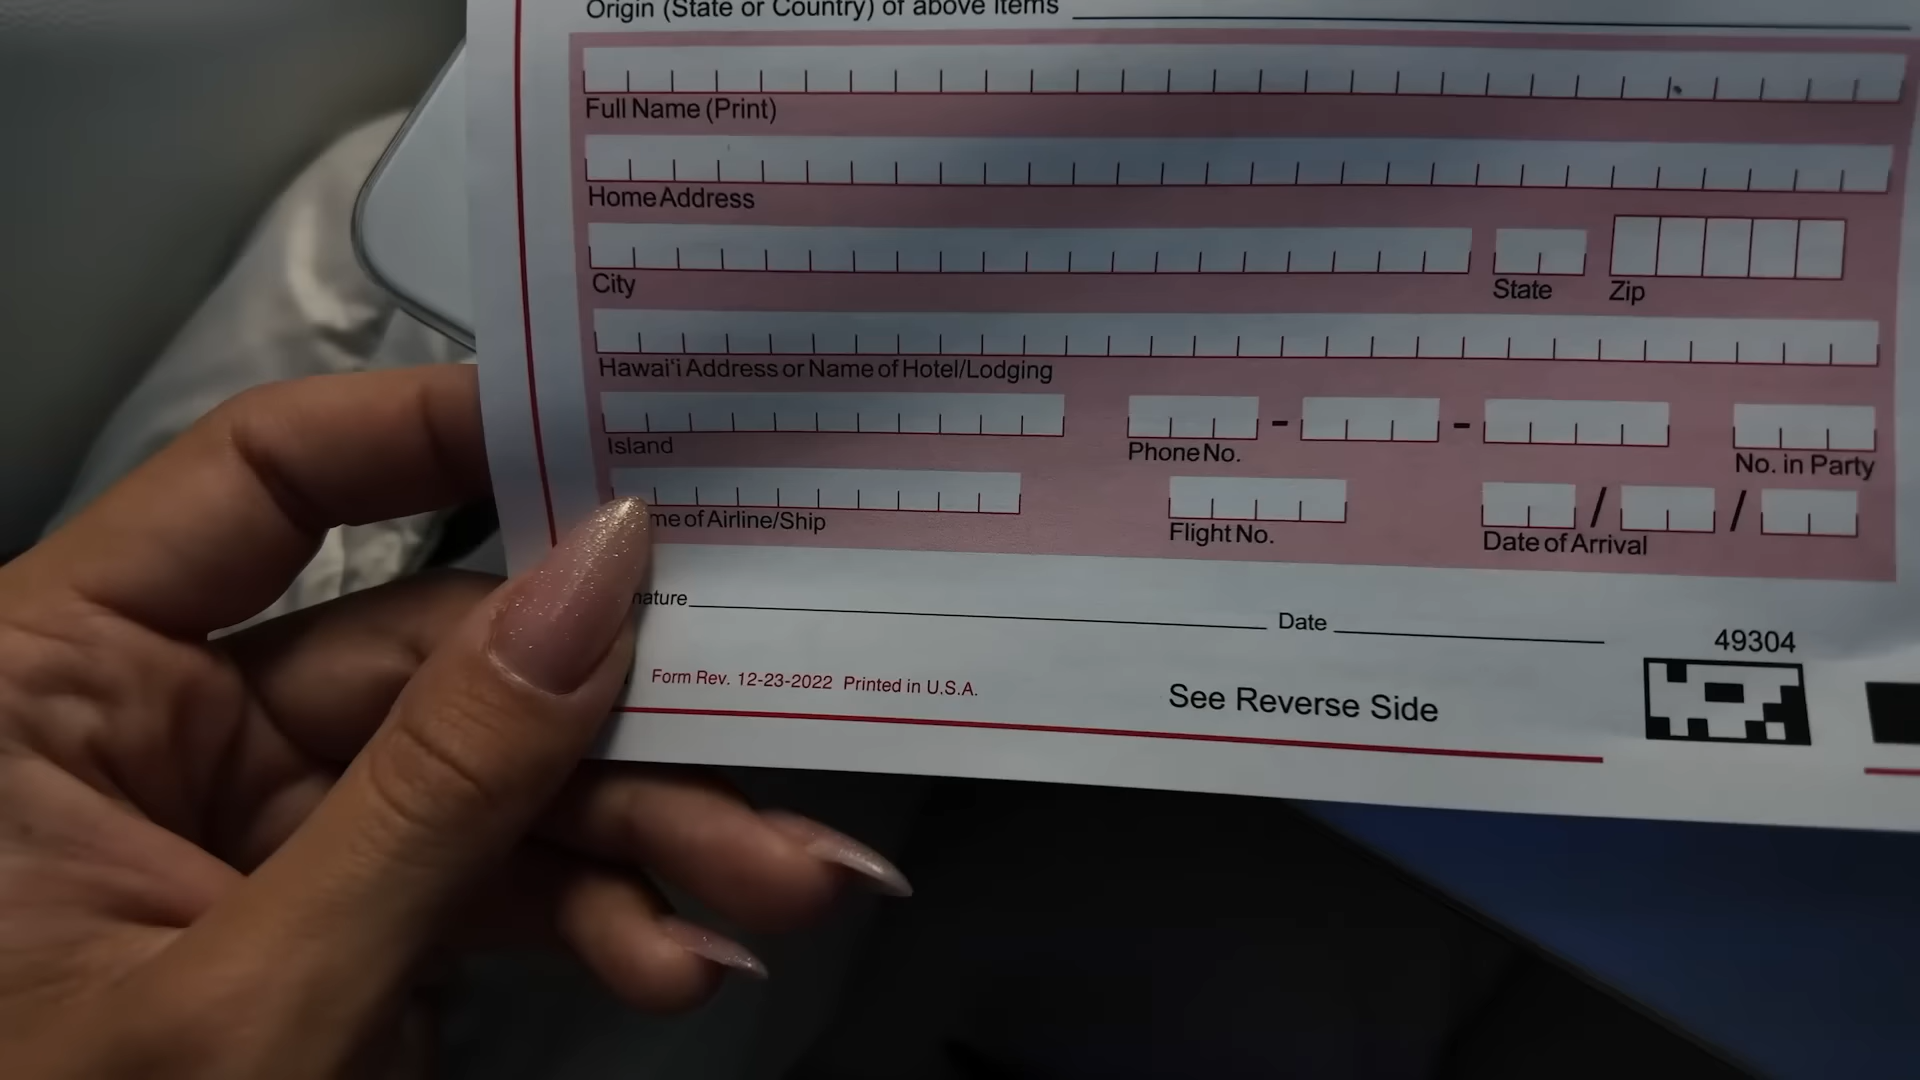 Origin (State or Country) of above items
Full Name (Print)
Home Address
City State Zip
Hawai‘i Address or Name of Hotel/Lodging
Island Phone No. No. in Party
me of Airline/Ship Flight No. Date of Arrival
nature Date
49304
Form Rev. 12-23-2022 Printed in U.S.A.
See Reverse Side